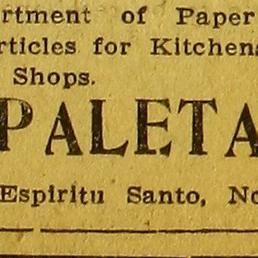 rtment of Paper
rticles for Kitchens
Shops.
PALETA
Espiritu Santo, No